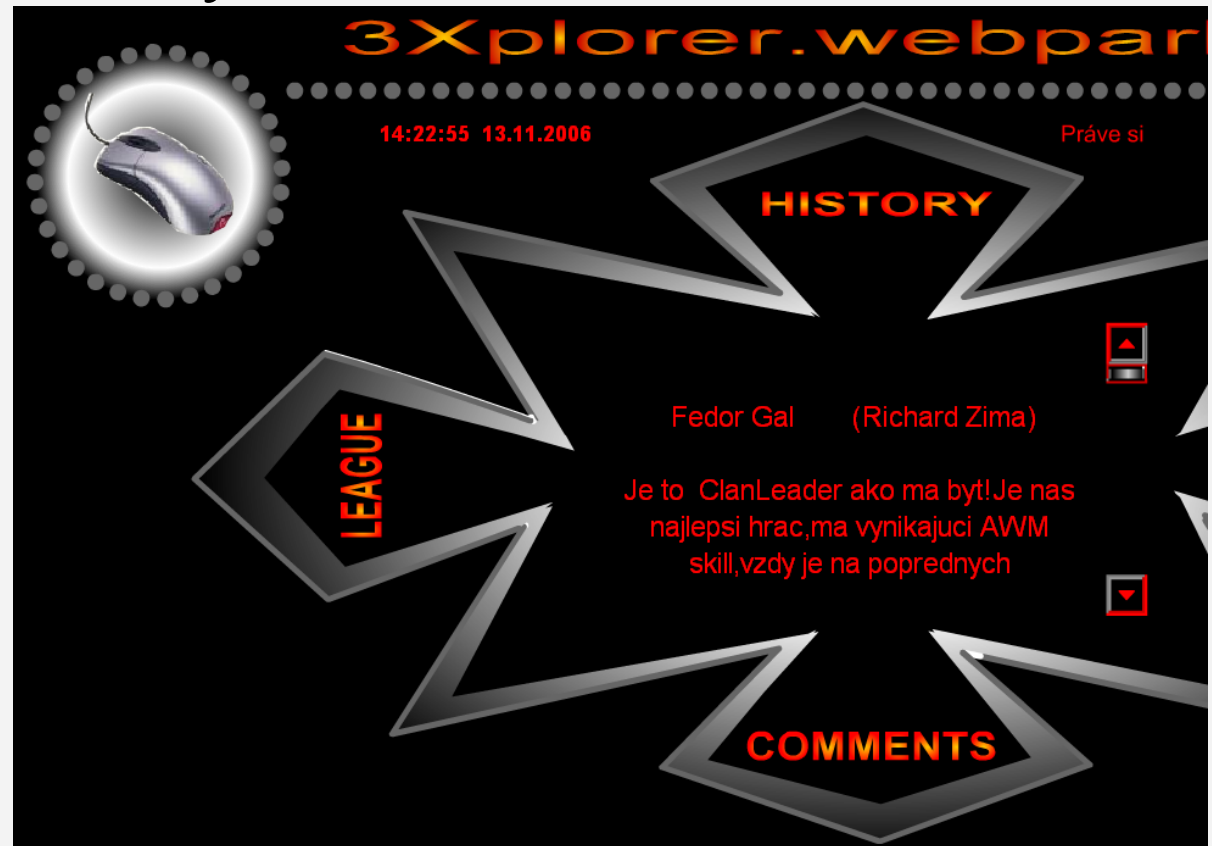 3Xplorer.webpar
14:22:55 13.11.2006
Práve si
HISTORY
LEAGUE
Fedor Gal (Richard Zima)
Je to ClanLeader ako ma byt!Je nas
najlepsi hrac,ma vynikajuci AWM
skill,vzdy je na poprednych
COMMENTS